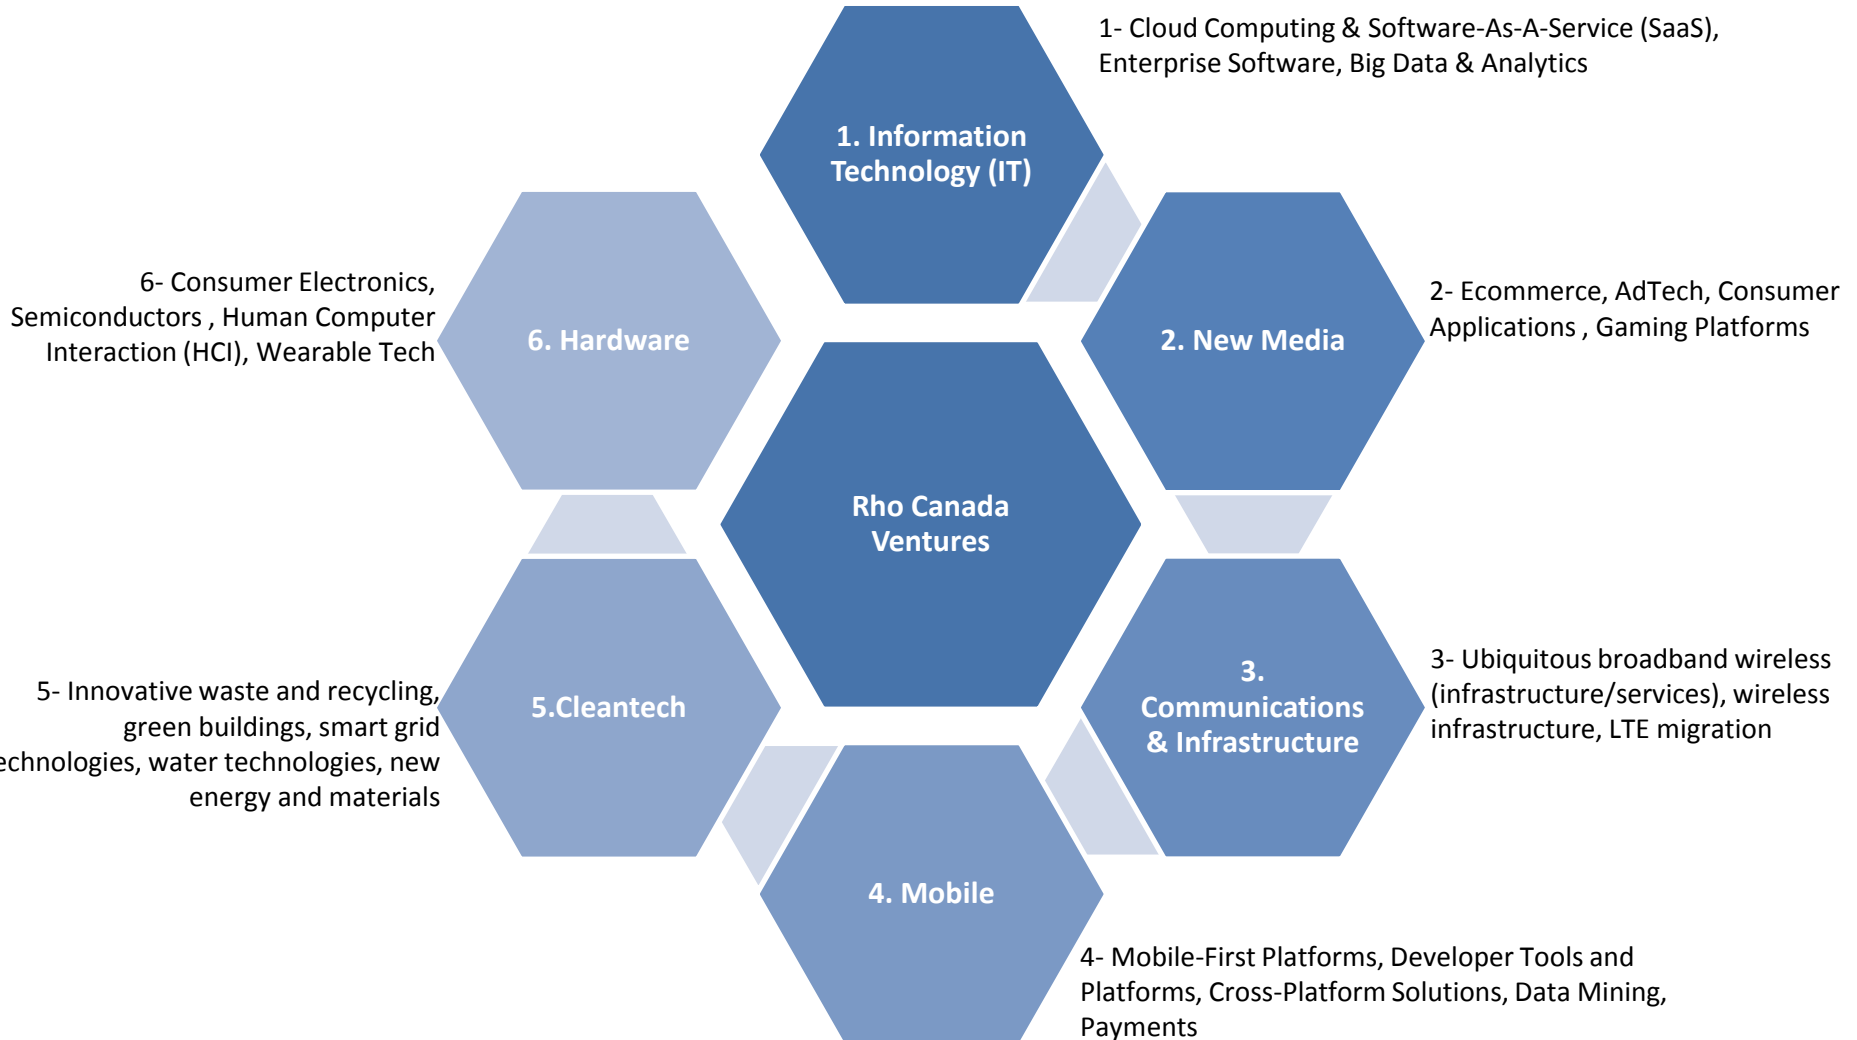 1. Information
Technology (IT)
1- Cloud Computing & Software-As-A-Service (SaaS),
Enterprise Software, Big Data & Analytics
2. New Media
2- Ecommerce, AdTech, Consumer
Applications , Gaming Platforms
3.
Communications
& Infrastructure
3- Ubiquitous broadband wireless
(infrastructure/services), wireless
infrastructure, LTE migration
4. Mobile
4- Mobile-First Platforms, Developer Tools and
Platforms, Cross-Platform Solutions, Data Mining,
Payments
5.Cleantech
5- Innovative waste and recycling,
green buildings, smart grid
echnologies, water technologies, new
energy and materials
6. Hardware
6- Consumer Electronics,
Semiconductors , Human Computer
Interaction (HCI), Wearable Tech
Rho Canada
Ventures